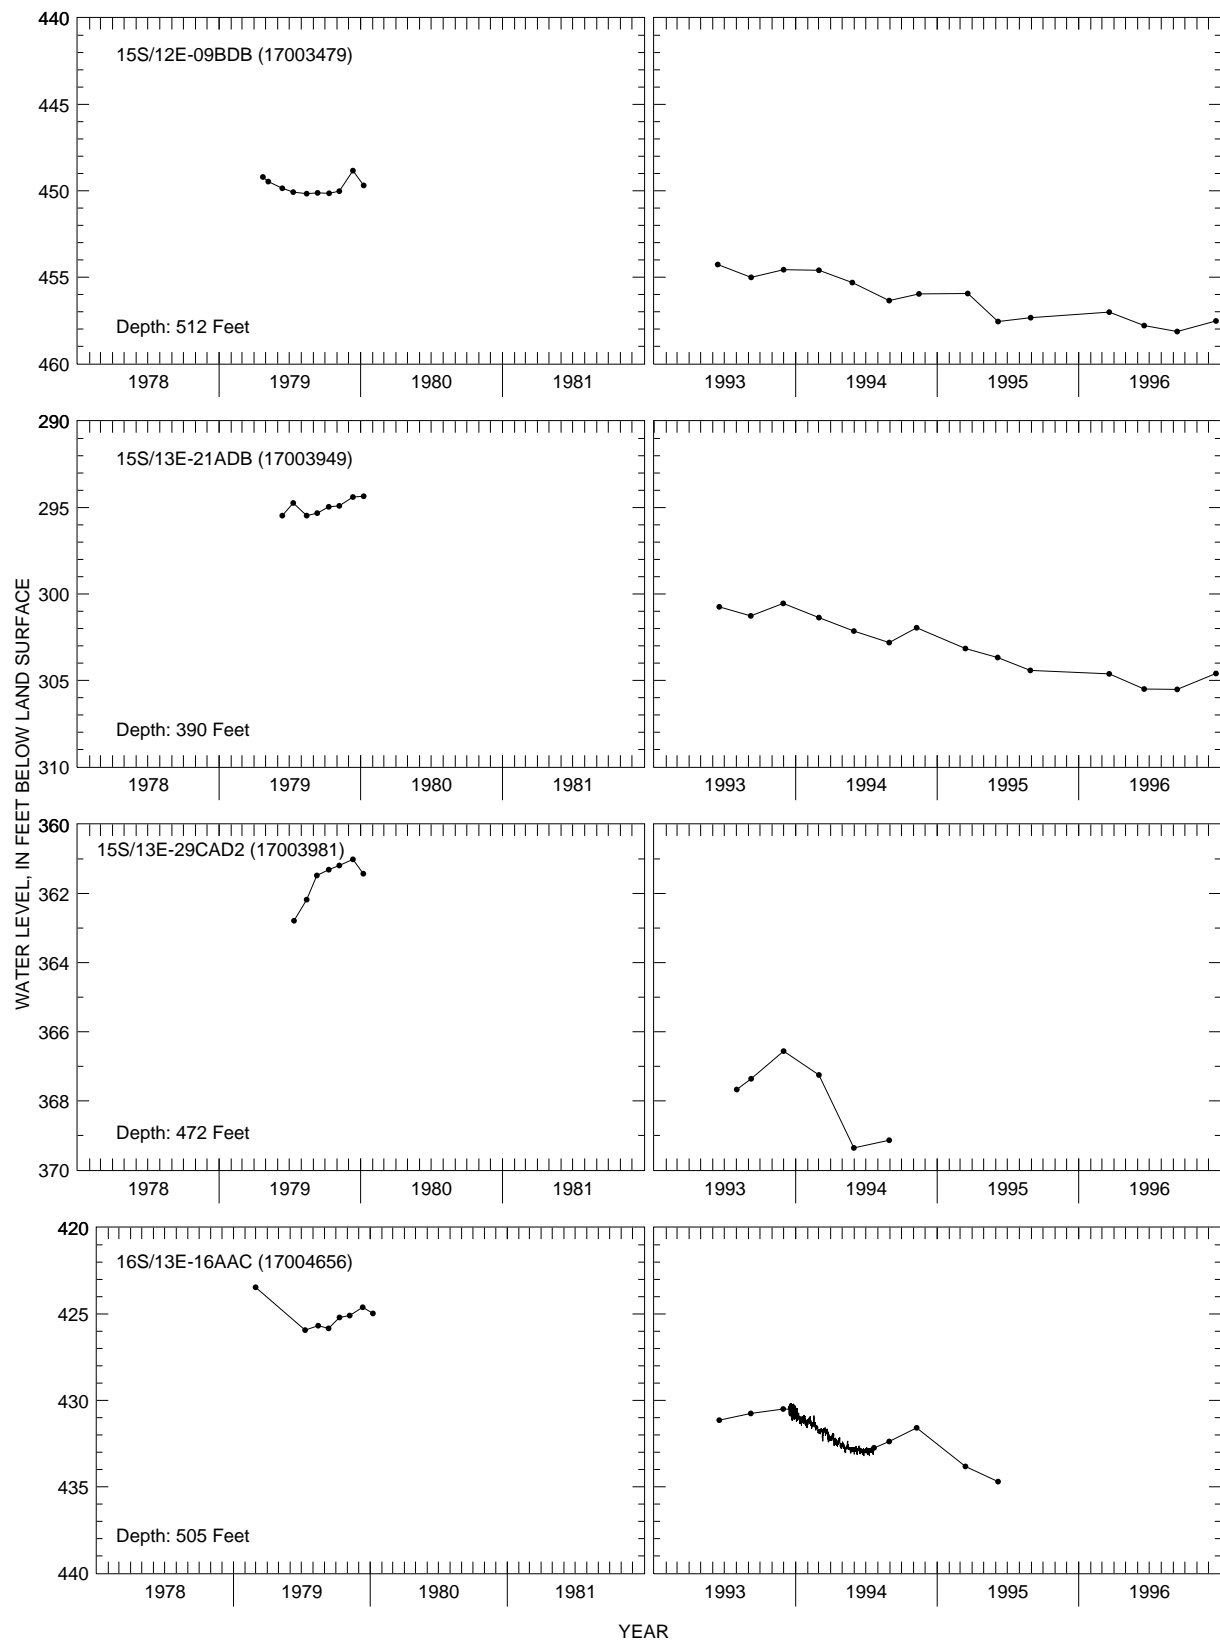 WATER LEVEL, IN FEET BELOW LAND SURFACE
440
15S/12E-09BDB (17003479)
445
450
455
Depth: 512 Feet
460
1978 1979 1980 1981 1993 1994 1995 1996
290
15S/13E-21ADB (17003949)
295
300
305
Depth: 390 Feet
310
1978 1979 1980 1981 1993 1994 1995 1996
360
15S/13E-29CAD2 (17003981)
362
364
366
368
Depth: 472 Feet
370
1978 1979 1980 1981 1993 1994 1995 1996
420
16S/13E-16AAC (17004656)
425
430
435
Depth: 505 Feet
440
1978 1979 1980 1981 1993 1994 1995 1996
YEAR